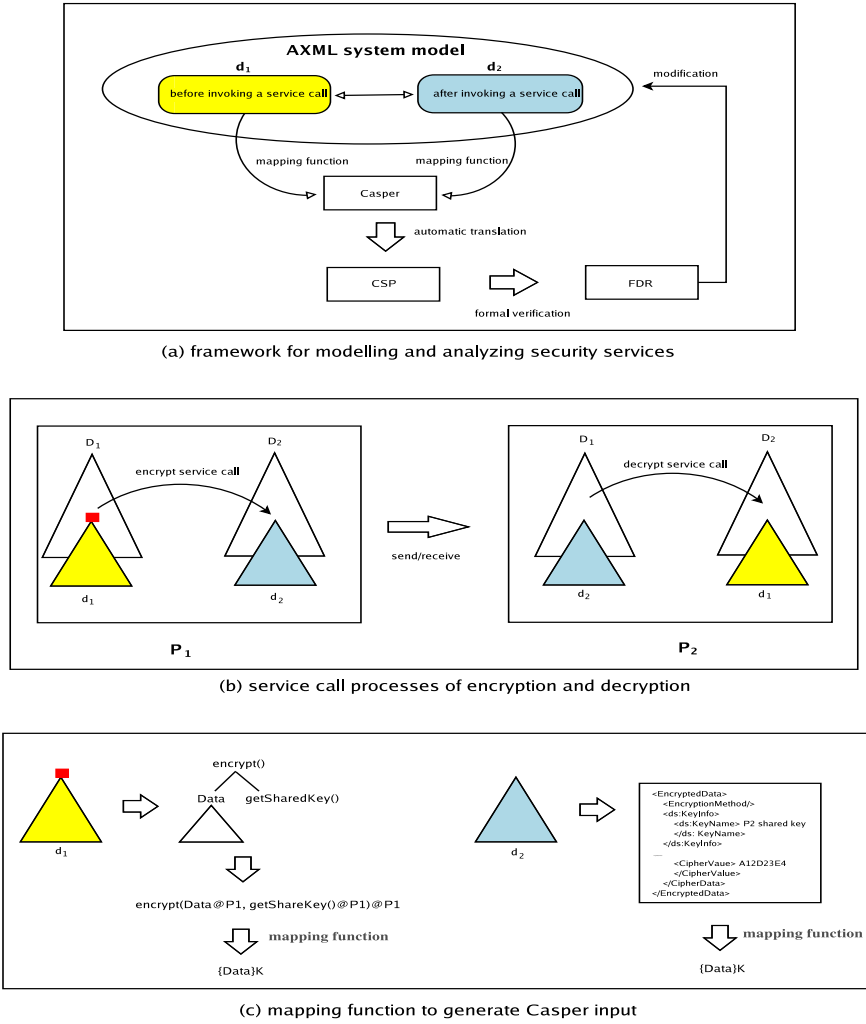 AXML system model
d1
d2
before invoking a service call
after invoking a service call
modification
mapping function
mapping function
Casper
automatic translation
CSP
FDR
formal verification
(a) framework for modelling and analyzing security services
D1
D2
encrypt service call
d1
d2
P1
send/receive
D1
D2
decrypt service call
d2
d1
P2
(b) service call processes of encryption and decryption
d1
encrypt()
Data
getSharedKey()
encrypt(Data@P1, getShareKey()@P1)@P1
mapping function
{Data}K
d2
<EncryptedData>
<EncryptionMethod/>
<ds:KeyInfo>
<ds:KeyName> P2 shared key
</ds: KeyName>
</ds:KeyInfo>
....
<CipherVaue> A12D23E4
</CipherValue>
</CipherData>
</EncryptedData>
mapping function
{Data}K
(c) mapping function to generate Casper input